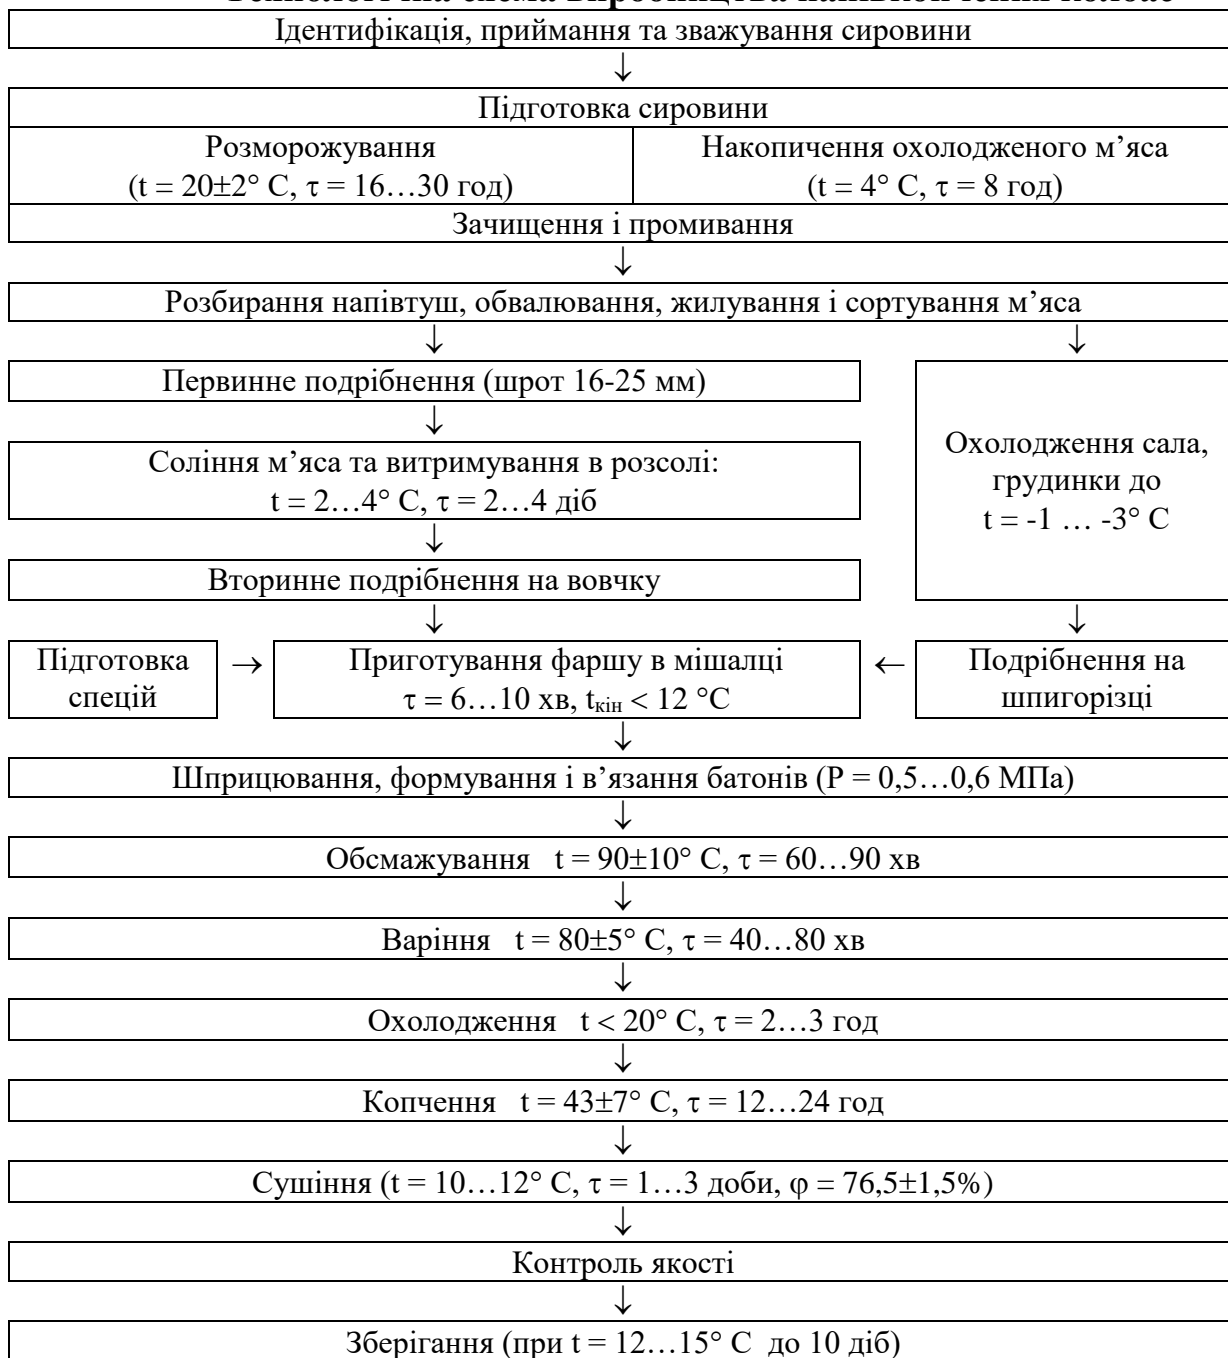 Технологічна схема виробництва напівкопчених ковбас
Ідентифікація, приймання та зважування сировини
↓
Підготовка сировини
Розморожування
(t = 20±2° С, τ = 16…30 год)
Накопичення охолодженого м’яса
(t = 4° С, τ = 8 год)
Зачищення і промивання
↓
Розбирання напівтуш, обвалювання, жилування і сортування м’яса
↓
↓
Первинне подрібнення (шрот 16-25 мм)
↓
Соління м’яса та витримування в розсолі:
t = 2…4° С, τ = 2…4 діб
↓
Вторинне подрібнення на вовчку
↓
Охолодження сала,
грудинки до
t = -1 … -3° С
↓
Підготовка
спецій
→
Приготування фаршу в мішалці
τ = 6…10 хв, tкін < 12 °С
←
Подрібнення на
шпигорізці
↓
Шприцювання, формування і в’язання батонів (Р = 0,5…0,6 МПа)
↓
Обсмажування t = 90±10° С, τ = 60…90 хв
↓
Варіння t = 80±5° С, τ = 40…80 хв
↓
Охолодження t < 20° С, τ = 2…3 год
↓
Копчення t = 43±7° С, τ = 12…24 год
↓
Сушіння (t = 10…12° С, τ = 1…3 доби, φ = 76,5±1,5%)
↓
Контроль якості
↓
Зберігання (при t = 12…15° С до 10 діб)